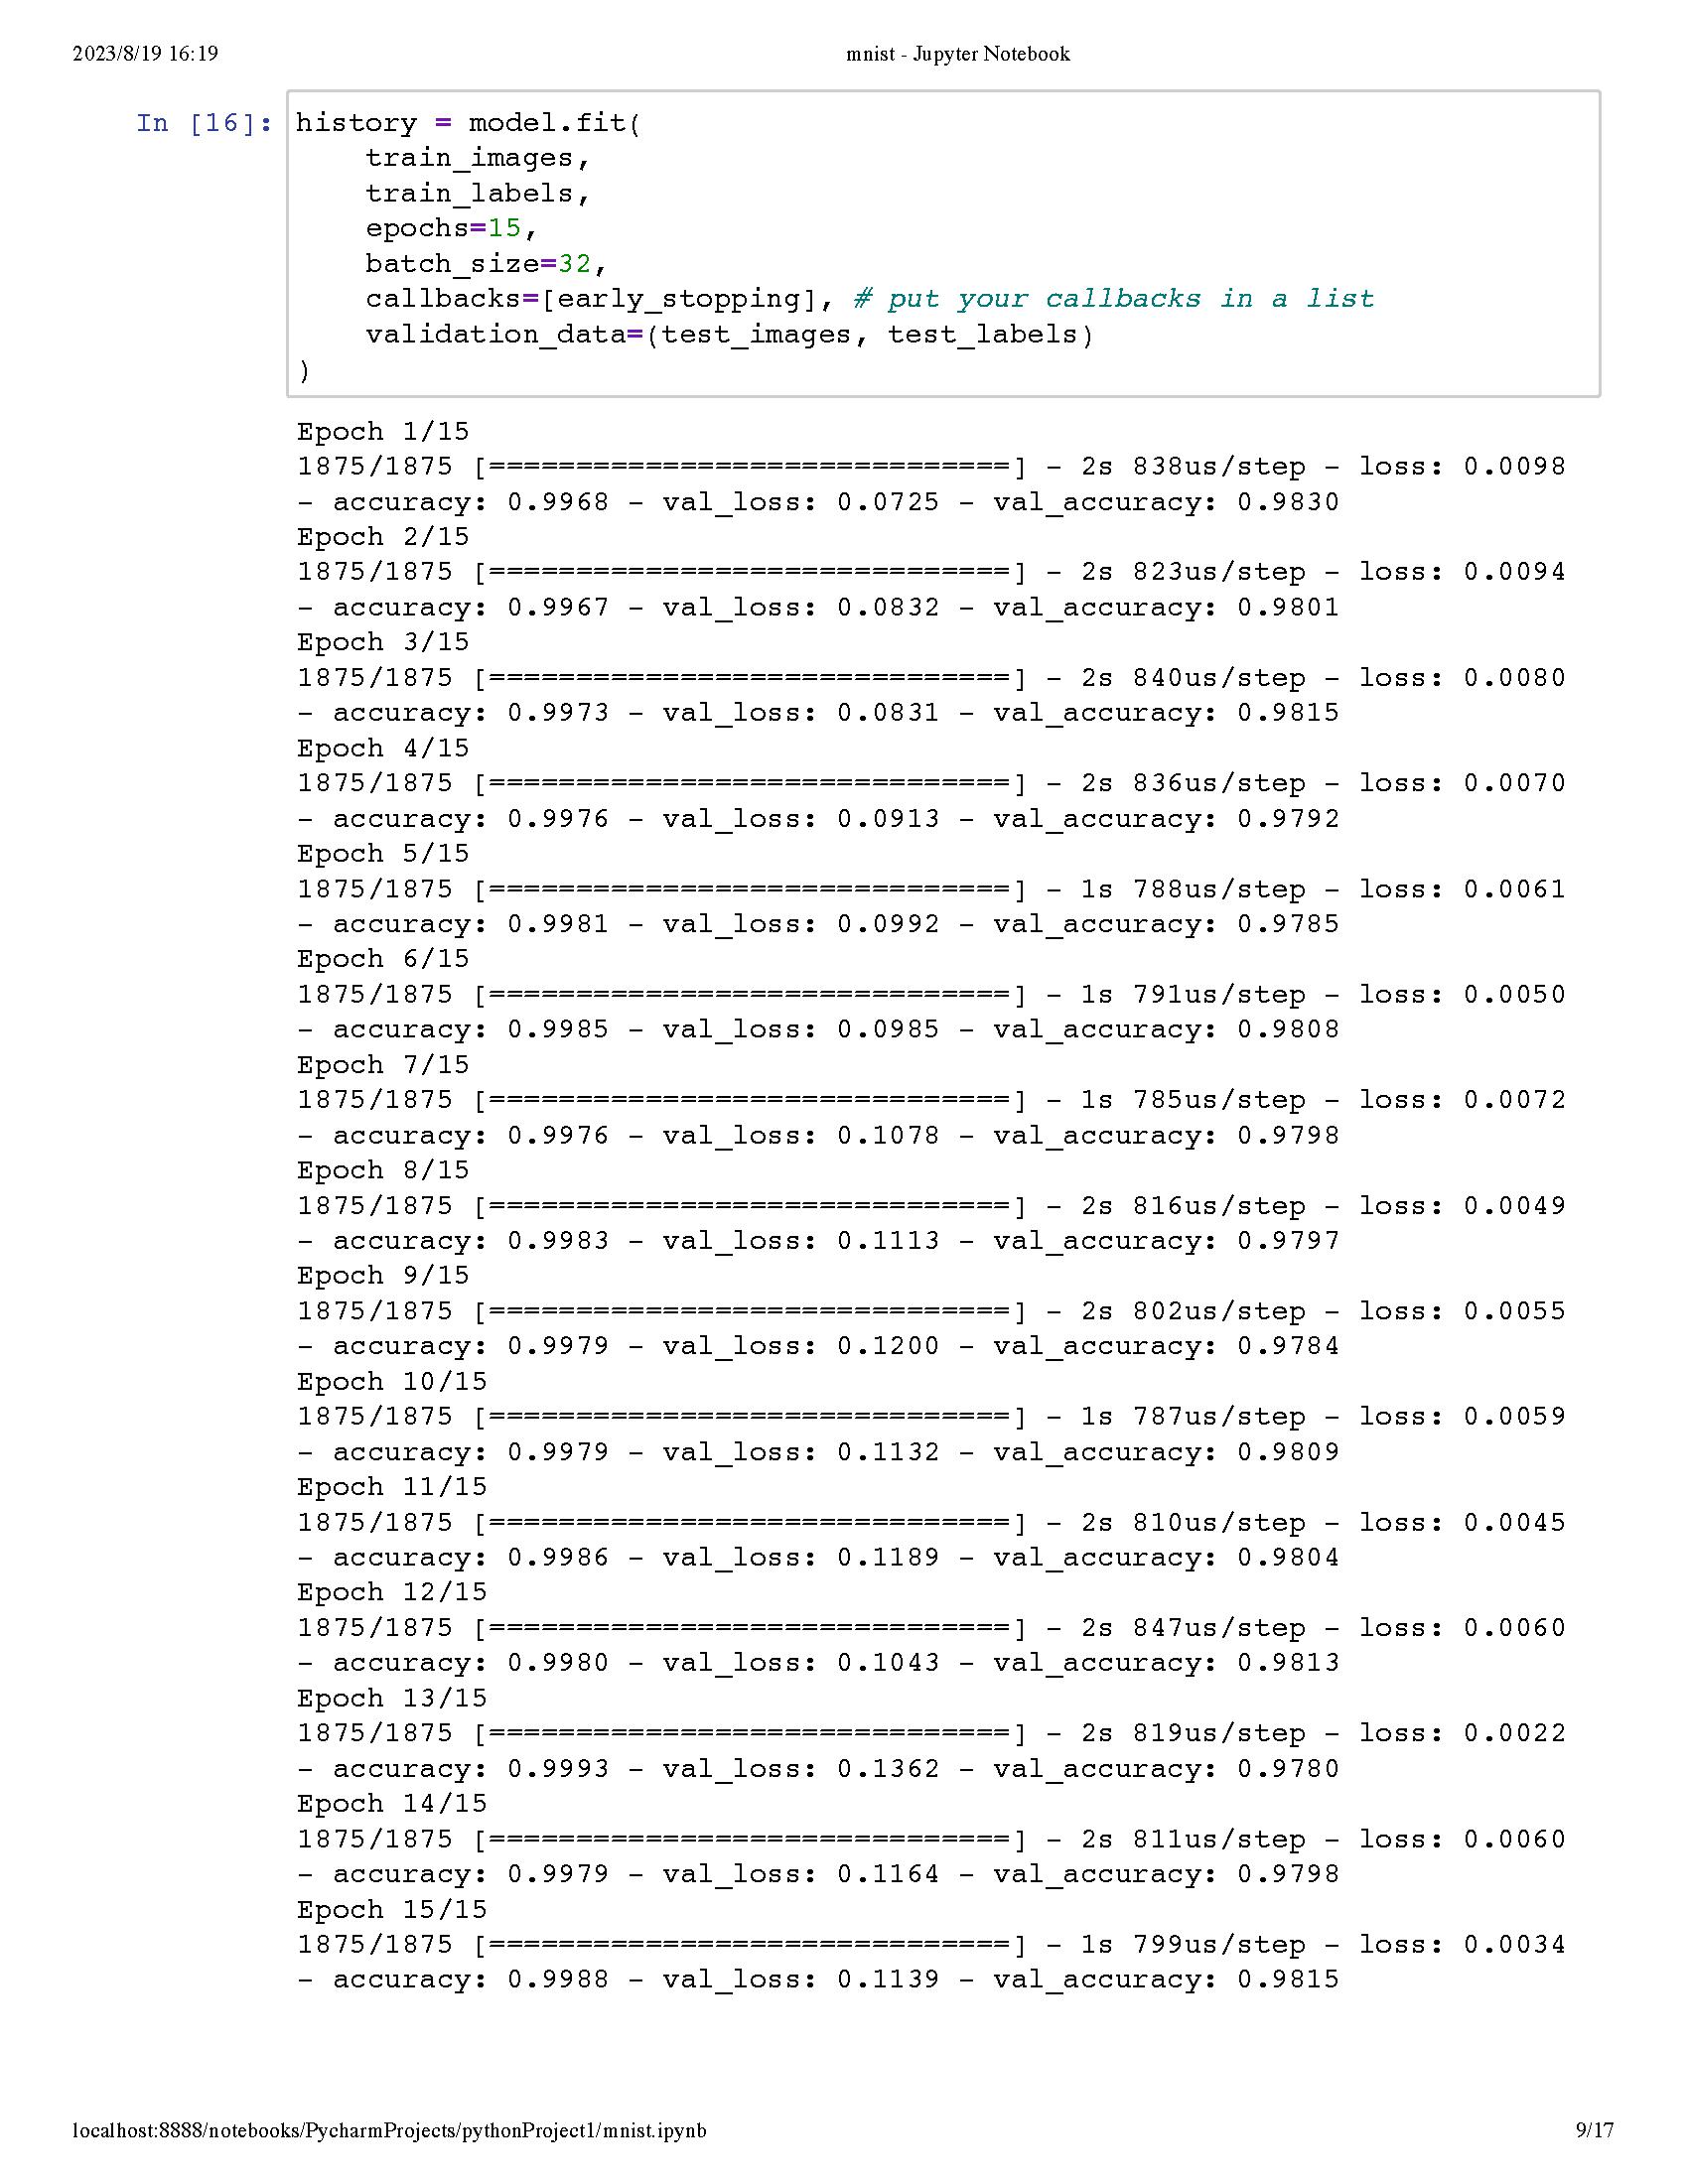 2023/8/19 16:19
mnist - Jupyter Notebook
In [16]:
history = model.fit(
    train_images,
    train_labels,
    epochs=15,
    batch_size=32,
    callbacks=[early_stopping], # put your callbacks in a list
    validation_data=(test_images, test_labels)
)
Epoch 1/15
1875/1875 [==============================] - 2s 838us/step - loss: 0.0098
- accuracy: 0.9968 - val_loss: 0.0725 - val_accuracy: 0.9830
Epoch 2/15
1875/1875 [==============================] - 2s 823us/step - loss: 0.0094
- accuracy: 0.9967 - val_loss: 0.0832 - val_accuracy: 0.9801
Epoch 3/15
1875/1875 [==============================] - 2s 840us/step - loss: 0.0080
- accuracy: 0.9973 - val_loss: 0.0831 - val_accuracy: 0.9815
Epoch 4/15
1875/1875 [==============================] - 2s 836us/step - loss: 0.0070
- accuracy: 0.9976 - val_loss: 0.0913 - val_accuracy: 0.9792
Epoch 5/15
1875/1875 [==============================] - 1s 788us/step - loss: 0.0061
- accuracy: 0.9981 - val_loss: 0.0992 - val_accuracy: 0.9785
Epoch 6/15
1875/1875 [==============================] - 1s 791us/step - loss: 0.0050
- accuracy: 0.9985 - val_loss: 0.0985 - val_accuracy: 0.9808
Epoch 7/15
1875/1875 [==============================] - 1s 785us/step - loss: 0.0072
- accuracy: 0.9976 - val_loss: 0.1078 - val_accuracy: 0.9798
Epoch 8/15
1875/1875 [==============================] - 2s 816us/step - loss: 0.0049
- accuracy: 0.9983 - val_loss: 0.1113 - val_accuracy: 0.9797
Epoch 9/15
1875/1875 [==============================] - 2s 802us/step - loss: 0.0055
- accuracy: 0.9979 - val_loss: 0.1200 - val_accuracy: 0.9784
Epoch 10/15
1875/1875 [==============================] - 1s 787us/step - loss: 0.0059
- accuracy: 0.9979 - val_loss: 0.1132 - val_accuracy: 0.9809
Epoch 11/15
1875/1875 [==============================] - 2s 810us/step - loss: 0.0045
- accuracy: 0.9986 - val_loss: 0.1189 - val_accuracy: 0.9804
Epoch 12/15
1875/1875 [==============================] - 2s 847us/step - loss: 0.0060
- accuracy: 0.9980 - val_loss: 0.1043 - val_accuracy: 0.9813
Epoch 13/15
1875/1875 [==============================] - 2s 819us/step - loss: 0.0022
- accuracy: 0.9993 - val_loss: 0.1362 - val_accuracy: 0.9780
Epoch 14/15
1875/1875 [==============================] - 2s 811us/step - loss: 0.0060
- accuracy: 0.9979 - val_loss: 0.1164 - val_accuracy: 0.9798
Epoch 15/15
1875/1875 [==============================] - 1s 799us/step - loss: 0.0034
- accuracy: 0.9988 - val_loss: 0.1139 - val_accuracy: 0.9815
localhost:8888/notebooks/PycharmProjects/pythonProject1/mnist.ipynb
9/17